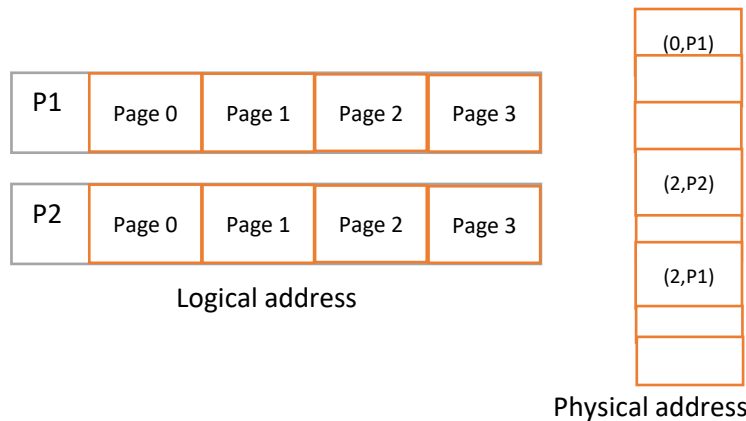 P1
Page 0
Page 1
Page 2
Page 3
P2
Page 0
Page 1
Page 2
Page 3
Logical address
(0,P1)
(2,P2)
(2,P1)
Physical address